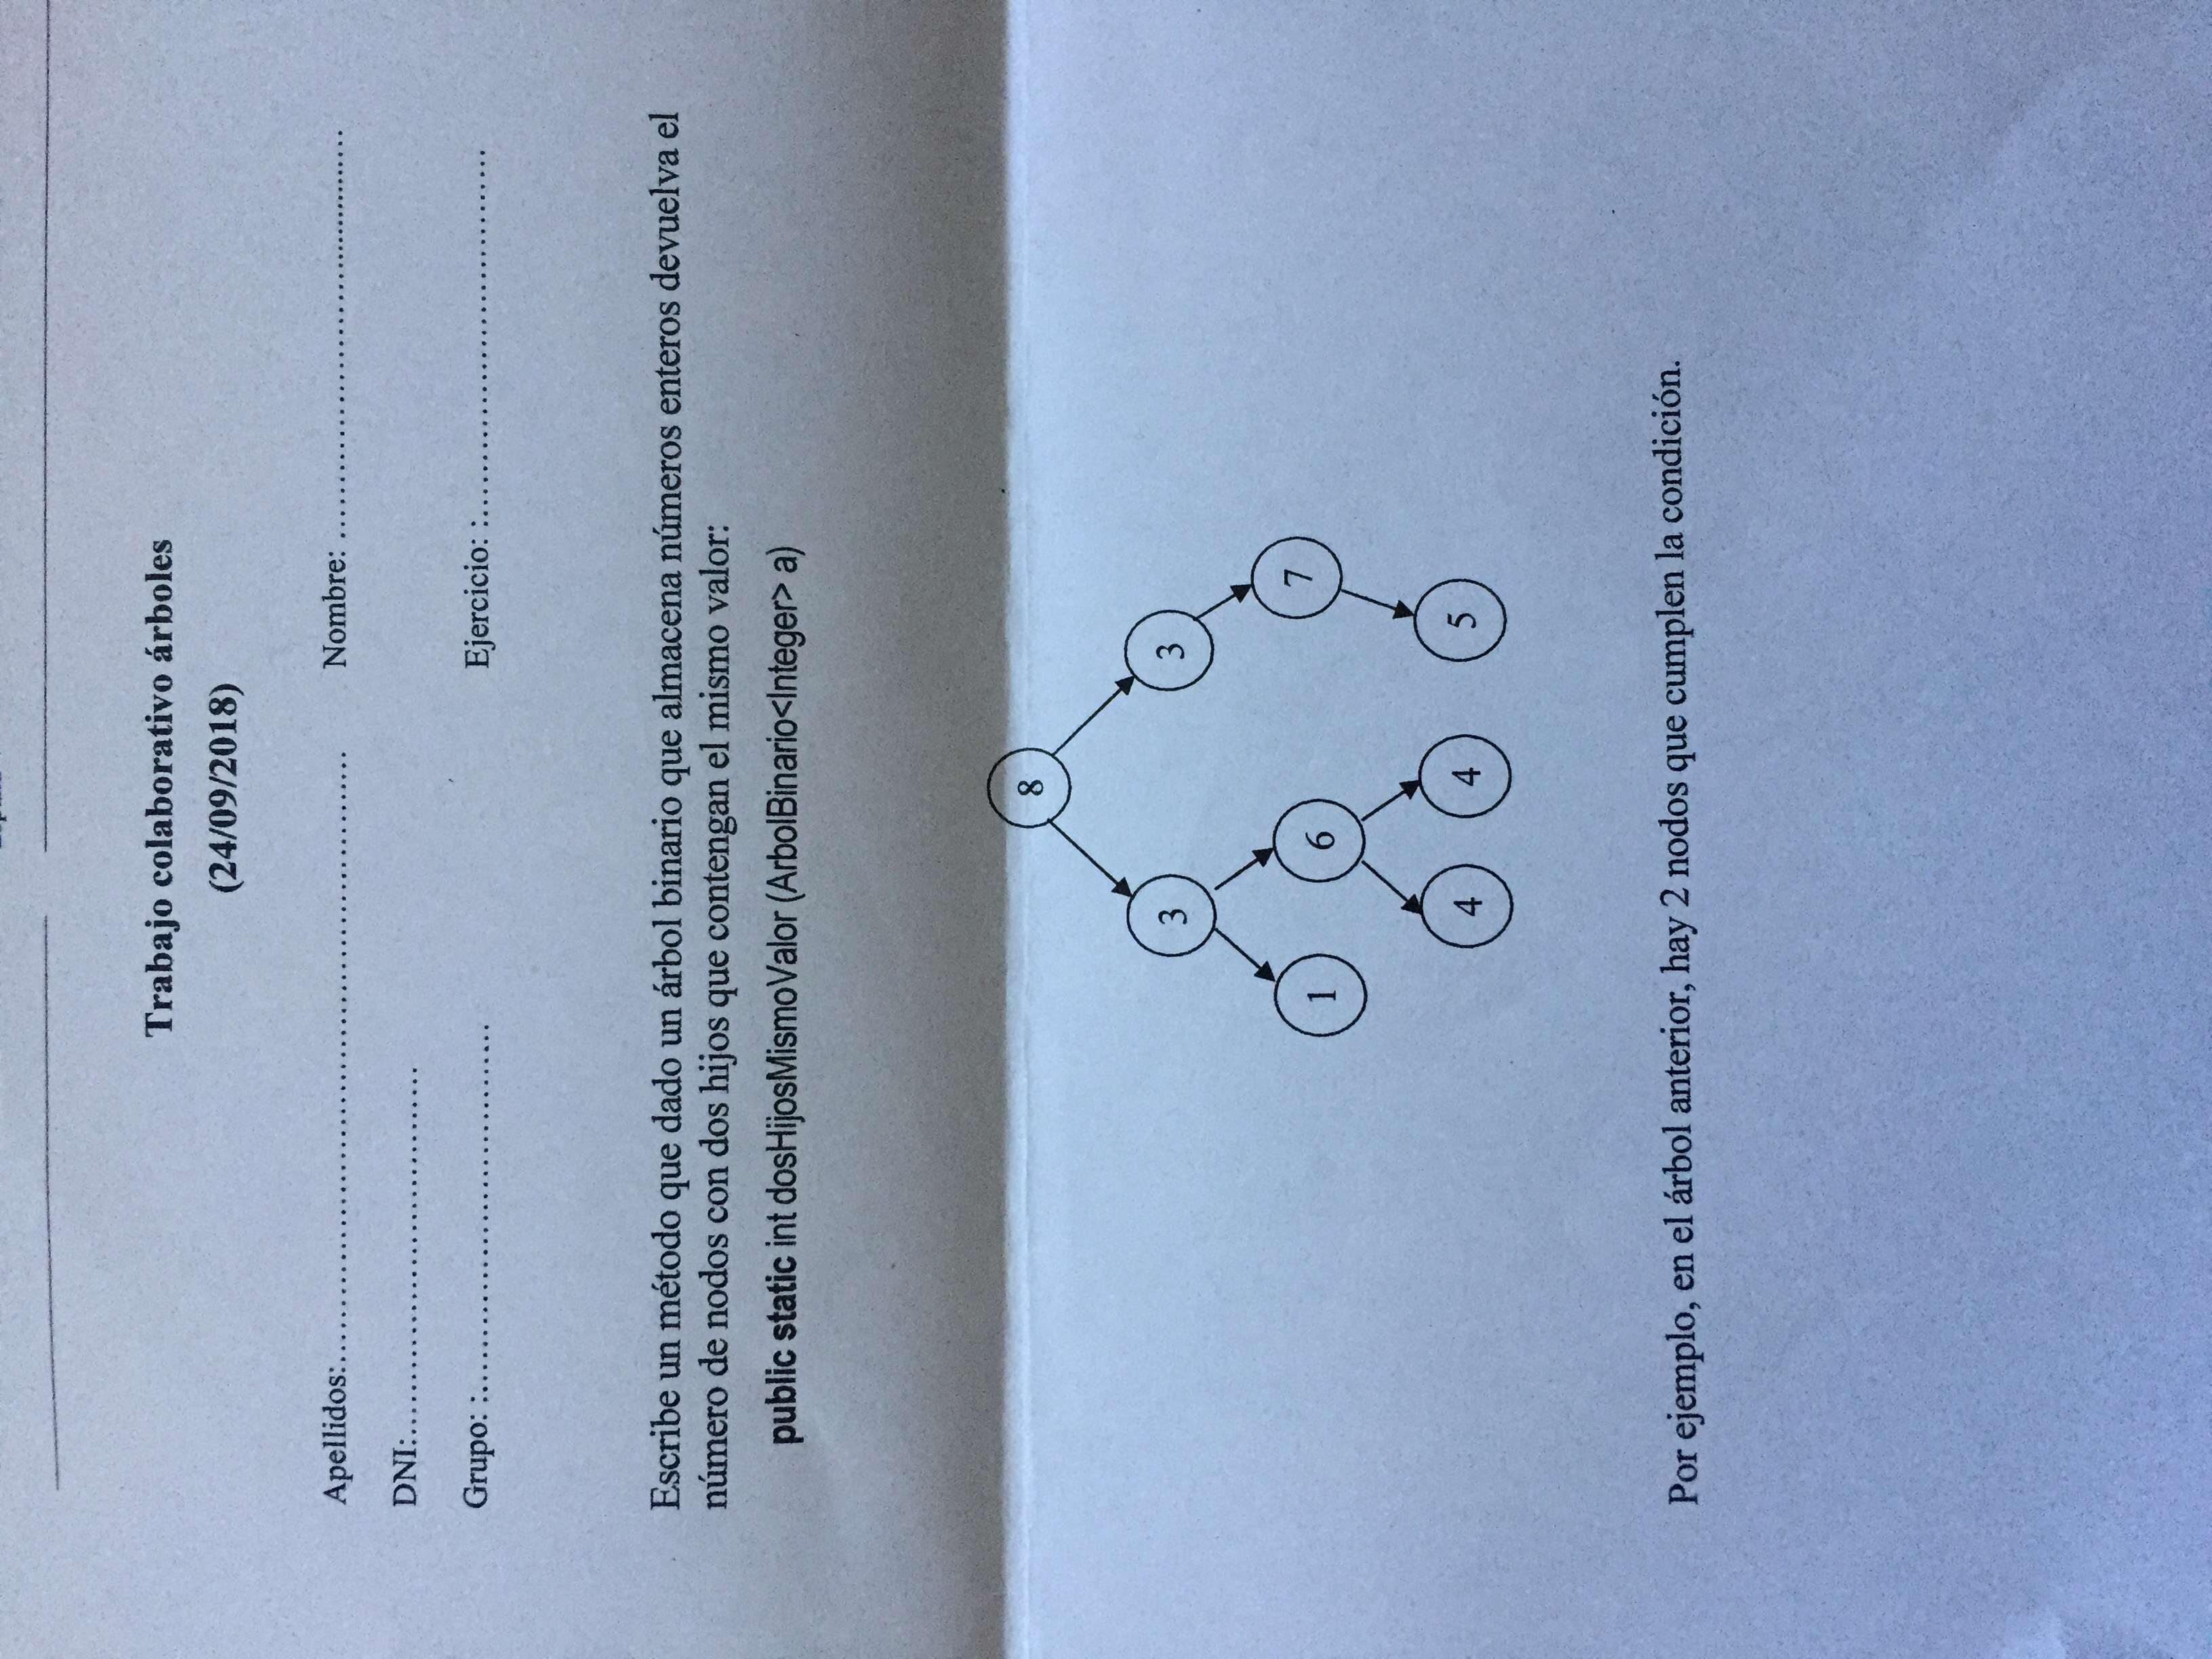 Trabajo colaborativo árboles
(24/09/2018)
Apellidos:....................................................... Nombre: .......................................
DNI:.................................
Grupo: :................................. Ejercicio: :.................................
Escribe un método que dado un árbol binario que almacena números enteros devuelva el
número de nodos con dos hijos que contengan el mismo valor:
public static int dosHijosMismoValor (ArbolBinario<Integer> a)
8
3 3
1 6 7
4 4 5
Por ejemplo, en el árbol anterior, hay 2 nodos que cumplen la condición.